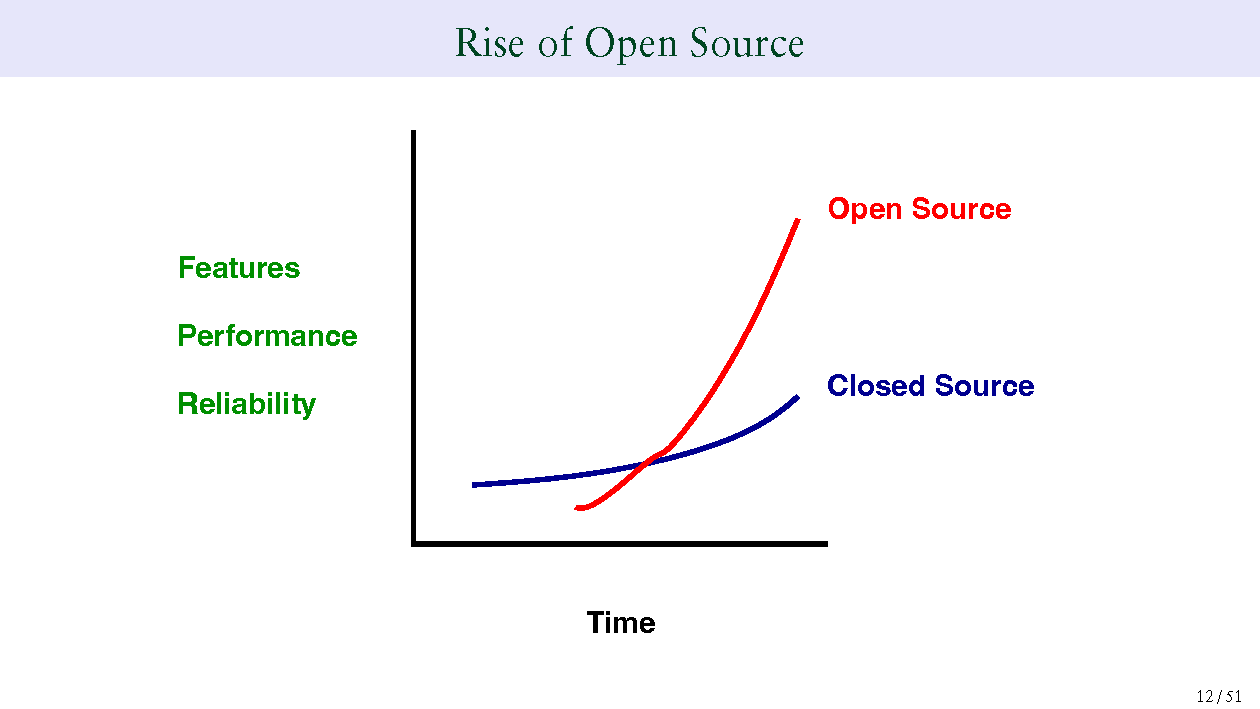 Rise of Open Source
Open Source
Features
Performance
Closed Source
Reliability
Time
12 / 51